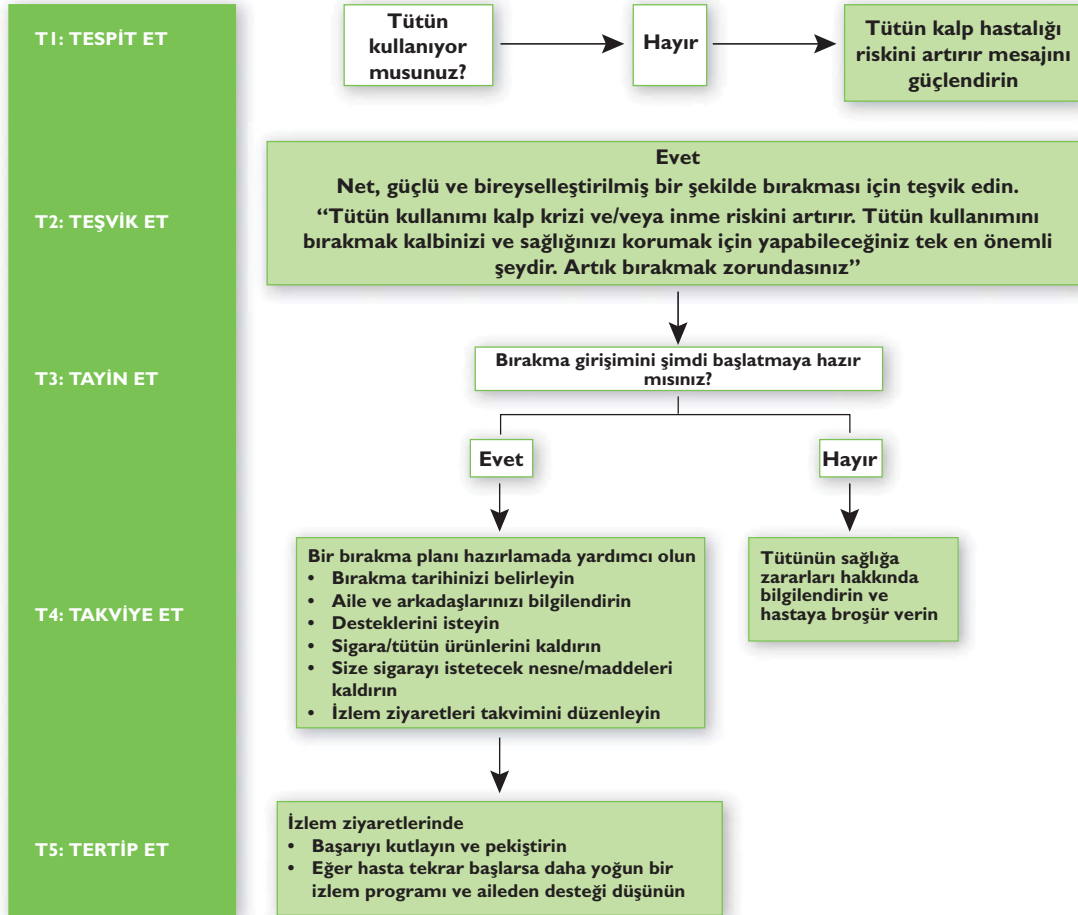 T1: TESPİT ET
Tütün
kullanıyor
musunuz?
Hayır
Tütün kalp hastalığı
riskini artırır mesajını
güçlendirin
T2: TEŞVİK ET
Evet
Net, güçlü ve bireyselleştirilmiş bir şekilde bırakması için teşvik edin.
“Tütün kullanımı kalp krizi ve/veya inme riskini artırır. Tütün kullanımını
bırakmak kalbinizi ve sağlığınızı korumak için yapabileceğiniz tek en önemli
şeydir. Artık bırakmak zorundasınız”
T3: TAYİN ET
Bırakma girişimini şimdi başlatmaya hazır
mısınız?
Evet
Hayır
T4: TAKVİYE ET
Bir bırakma planı hazırlamada yardımcı olun
• Bırakma tarihinizi belirleyin
• Aile ve arkadaşlarınızı bilgilendirin
• Desteklerini isteyin
• Sigara/tütün ürünlerini kaldırın
• Size sigarayı istetecek nesne/maddeleri
kaldırın
• İzlem ziyaretleri takvimini düzenleyin
Tütünün sağlığa
zararları hakkında
bilgilendirin ve
hastaya broşür verin
T5: TERTİP ET
İzlem ziyaretlerinde
• Başarıyı kutlayın ve pekiştirin
• Eğer hasta tekrar başlarsa daha yoğun bir
izlem programı ve aileden desteği düşünün